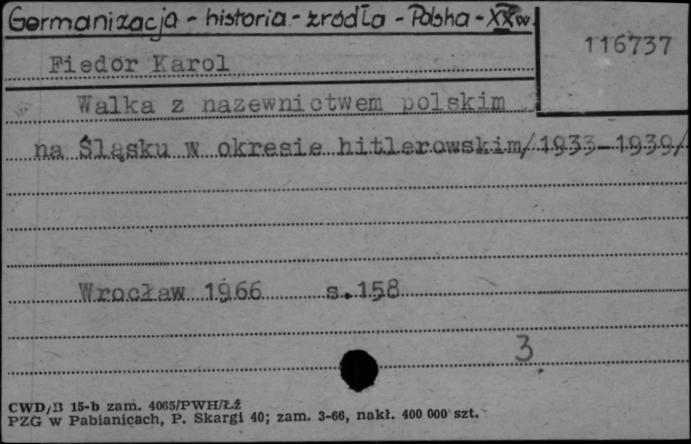 Germanizacja - historia - źródła - Polska - XX w.
116737
Fiedor Karol
Walka z nazewnictwem polskim
na Śląsku w okresie hitlerowskim/1933-1939/
Wrocław 1966 s.158
3
CWD/B 15-b zam. 4065/PWH/Łź
PZG w Pabianicach, P. Skargi 40; zam. 3-66, nakł. 400 000 szt.